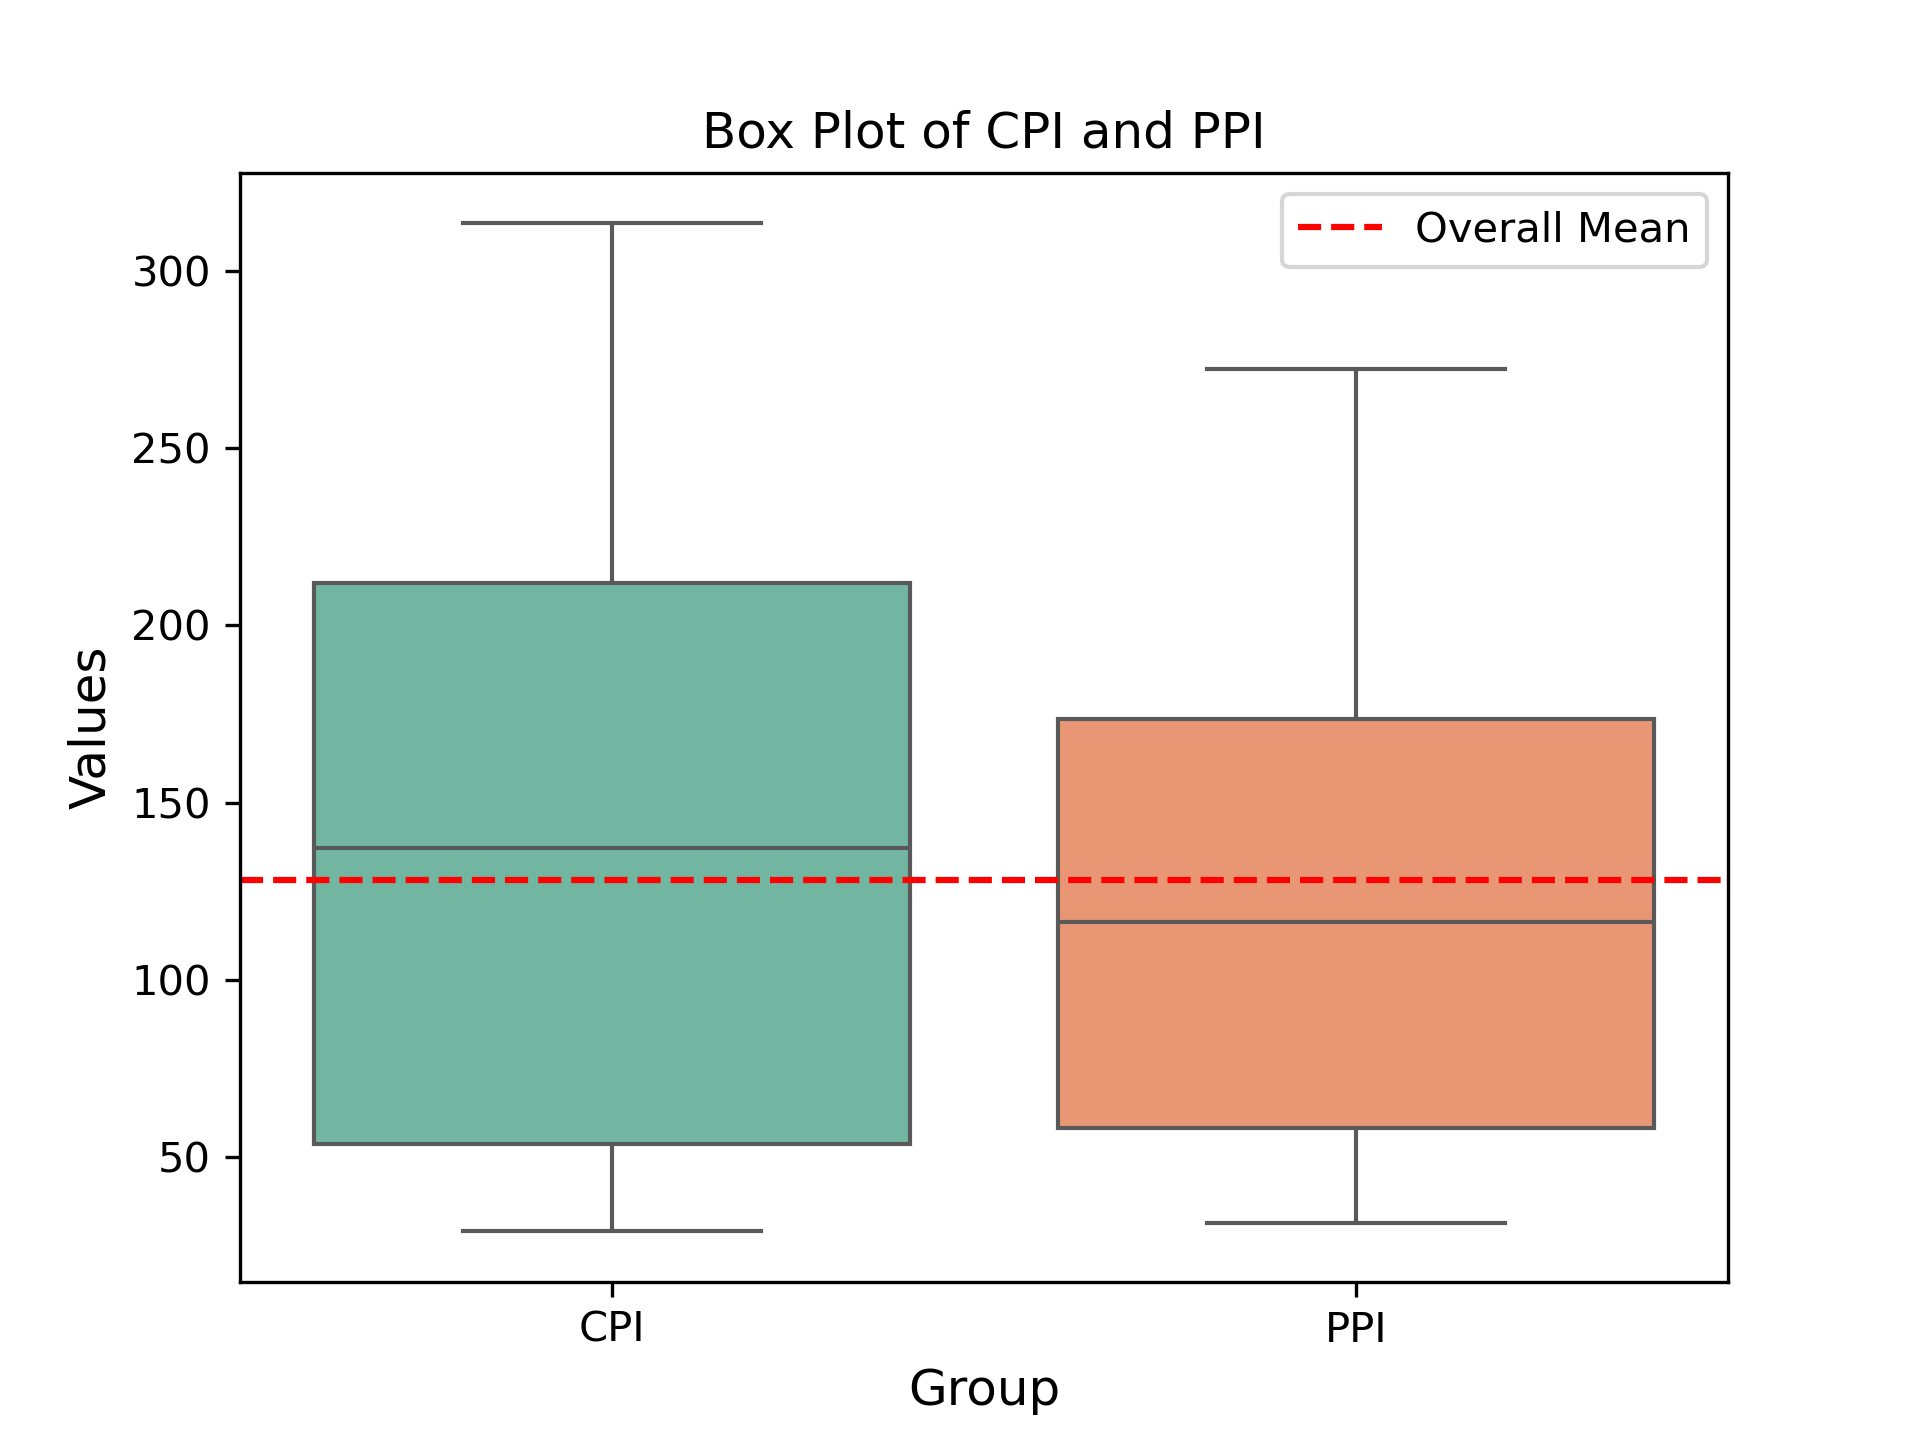 Box Plot of CPI and PPI
Overall Mean
300
250
200
150
100
50
Values
CPI
PPI
Group